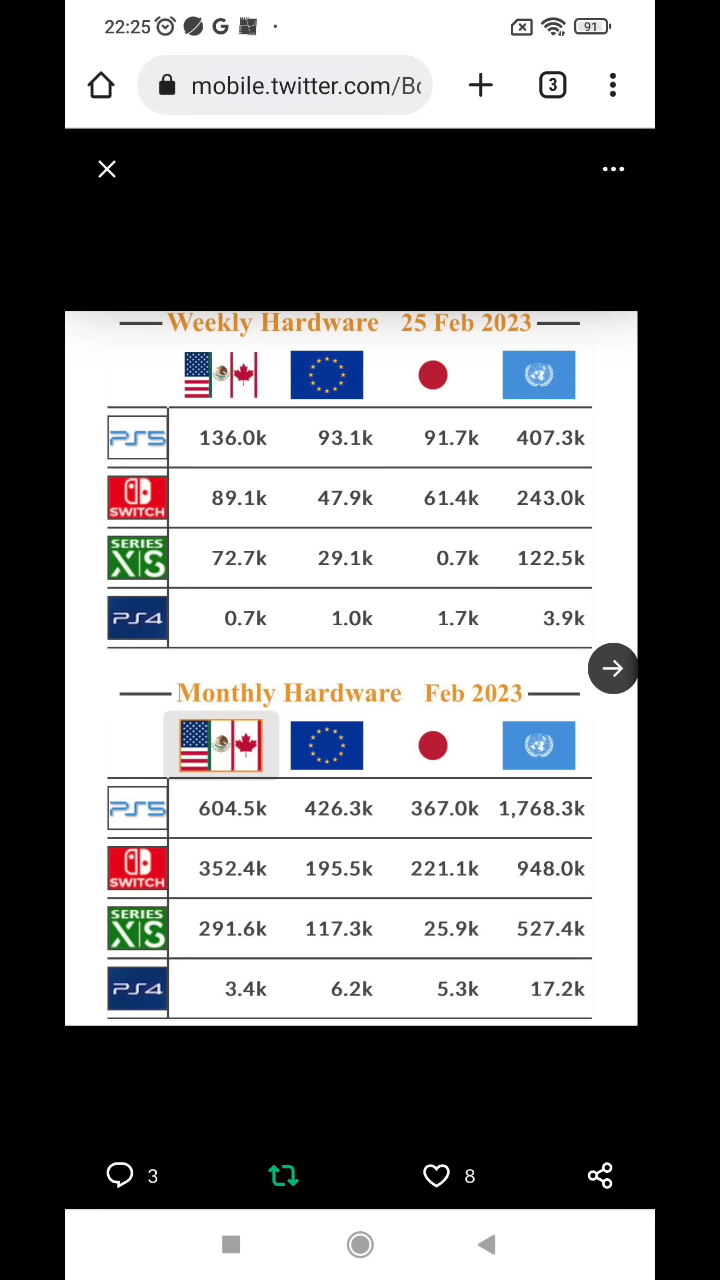 22:25 G 91
mobile.twitter.com/Bo 3
Weekly Hardware 25 Feb 2023
PS5 136.0k 93.1k 91.7k 407.3k
SWITCH 89.1k 47.9k 61.4k 243.0k
SERIES X|S 72.7k 29.1k 0.7k 122.5k
PS4 0.7k 1.0k 1.7k 3.9k
Monthly Hardware Feb 2023
PS5 604.5k 426.3k 367.0k 1,768.3k
SWITCH 352.4k 195.5k 221.1k 948.0k
SERIES X|S 291.6k 117.3k 25.9k 527.4k
PS4 3.4k 6.2k 5.3k 17.2k
3 8